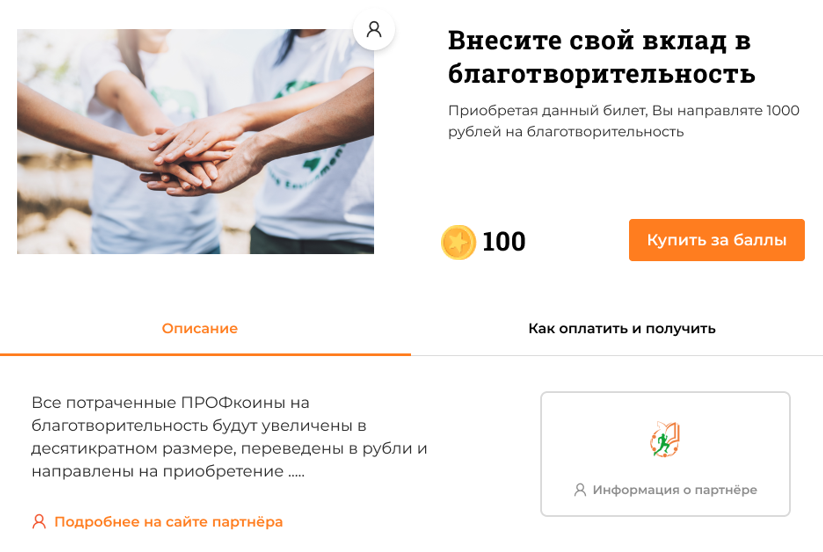 Внесите свой вклад в
благотворительность
Приобретая данный билет, Вы направляте 1000
рублей на благотворительность
100
Купить за баллы
Описание
Как оплатить и получить
Все потраченные ПРОФкоины на
благотворительность будут увеличены в
десятикратном размере, переведены в рубли и
направлены на приобретение .....
Подробнее на сайте партнёра
Информация о партнёре